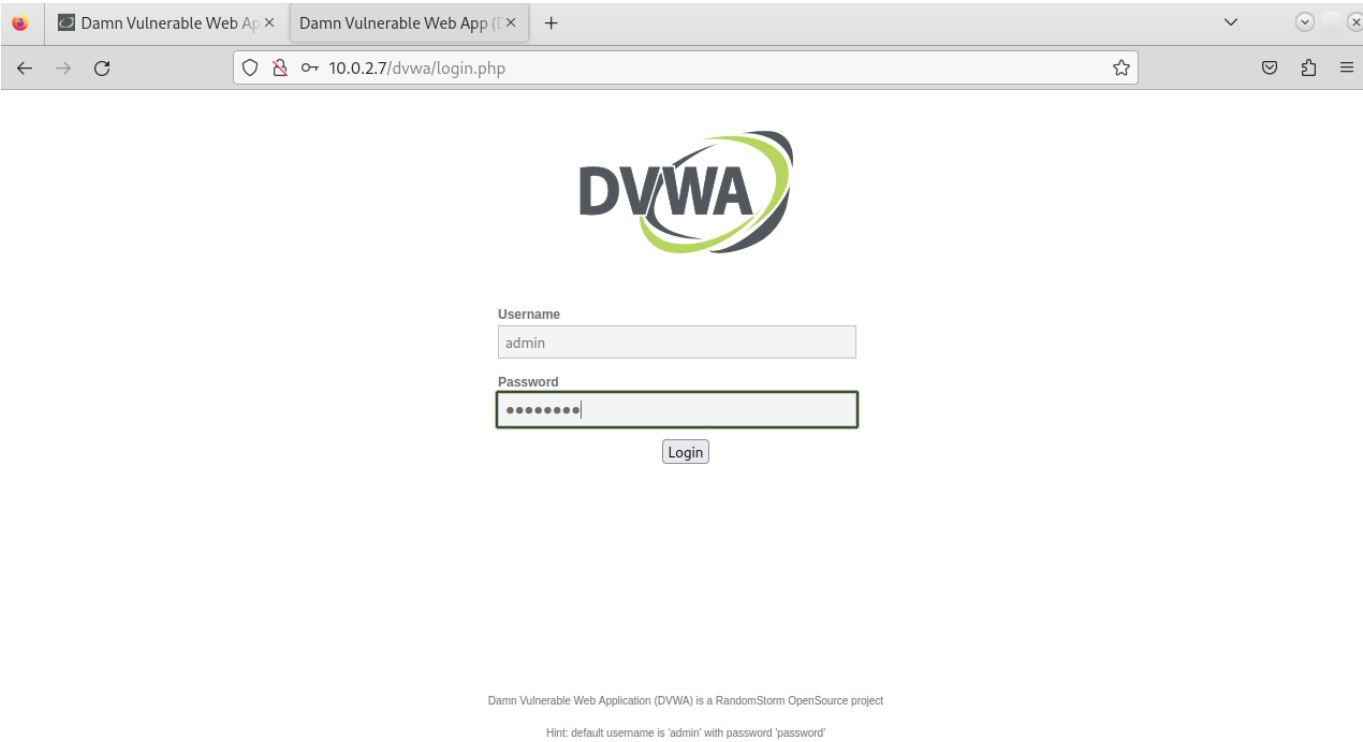 Damn Vulnerable Web Ap
Damn Vulnerable Web App (D
10.0.2.7/dvwa/login.php
DVWA
Username
admin
Password
Login
Damn Vulnerable Web Application (DVWA) is a RandomStorm OpenSource project
Hint: default username is 'admin' with password 'password'